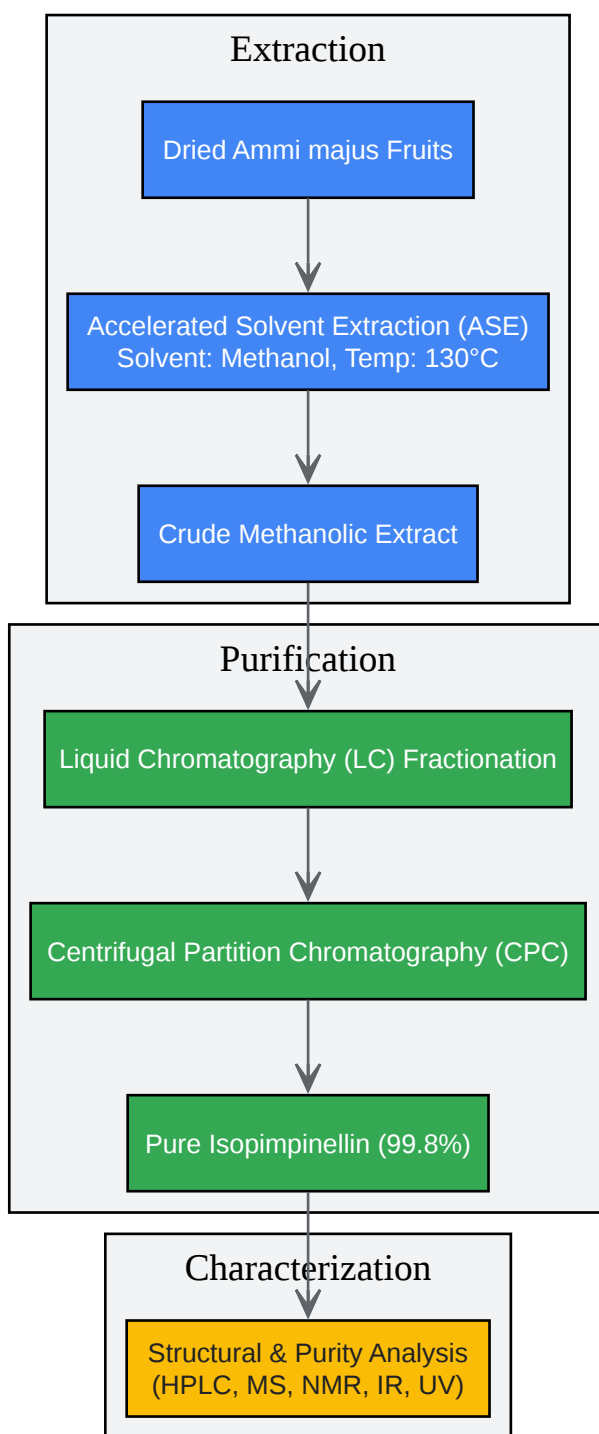 Extraction
Dried Ammi majus Fruits
Accelerated Solvent Extraction (ASE)
Solvent: Methanol, Temp: 130°C
Crude Methanolic Extract
Purification
Liquid Chromatography (LC) Fractionation
Centrifugal Partition Chromatography (CPC)
Pure Isopimpinellin (99.8%)
Characterization
Structural & Purity Analysis
(HPLC, MS, NMR, IR, UV)